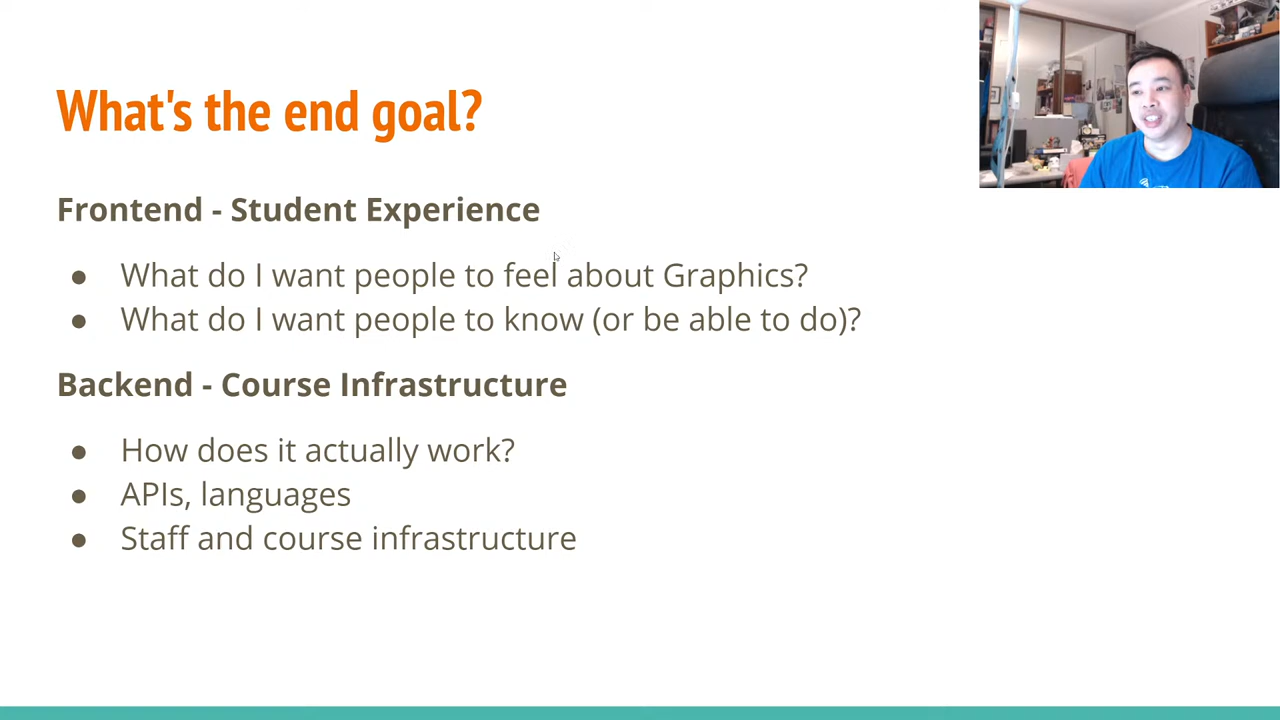 What's the end goal?
Frontend - Student Experience
● What do I want people to feel about Graphics?
● What do I want people to know (or be able to do)?
Backend - Course Infrastructure
● How does it actually work?
● APIs, languages
● Staff and course infrastructure